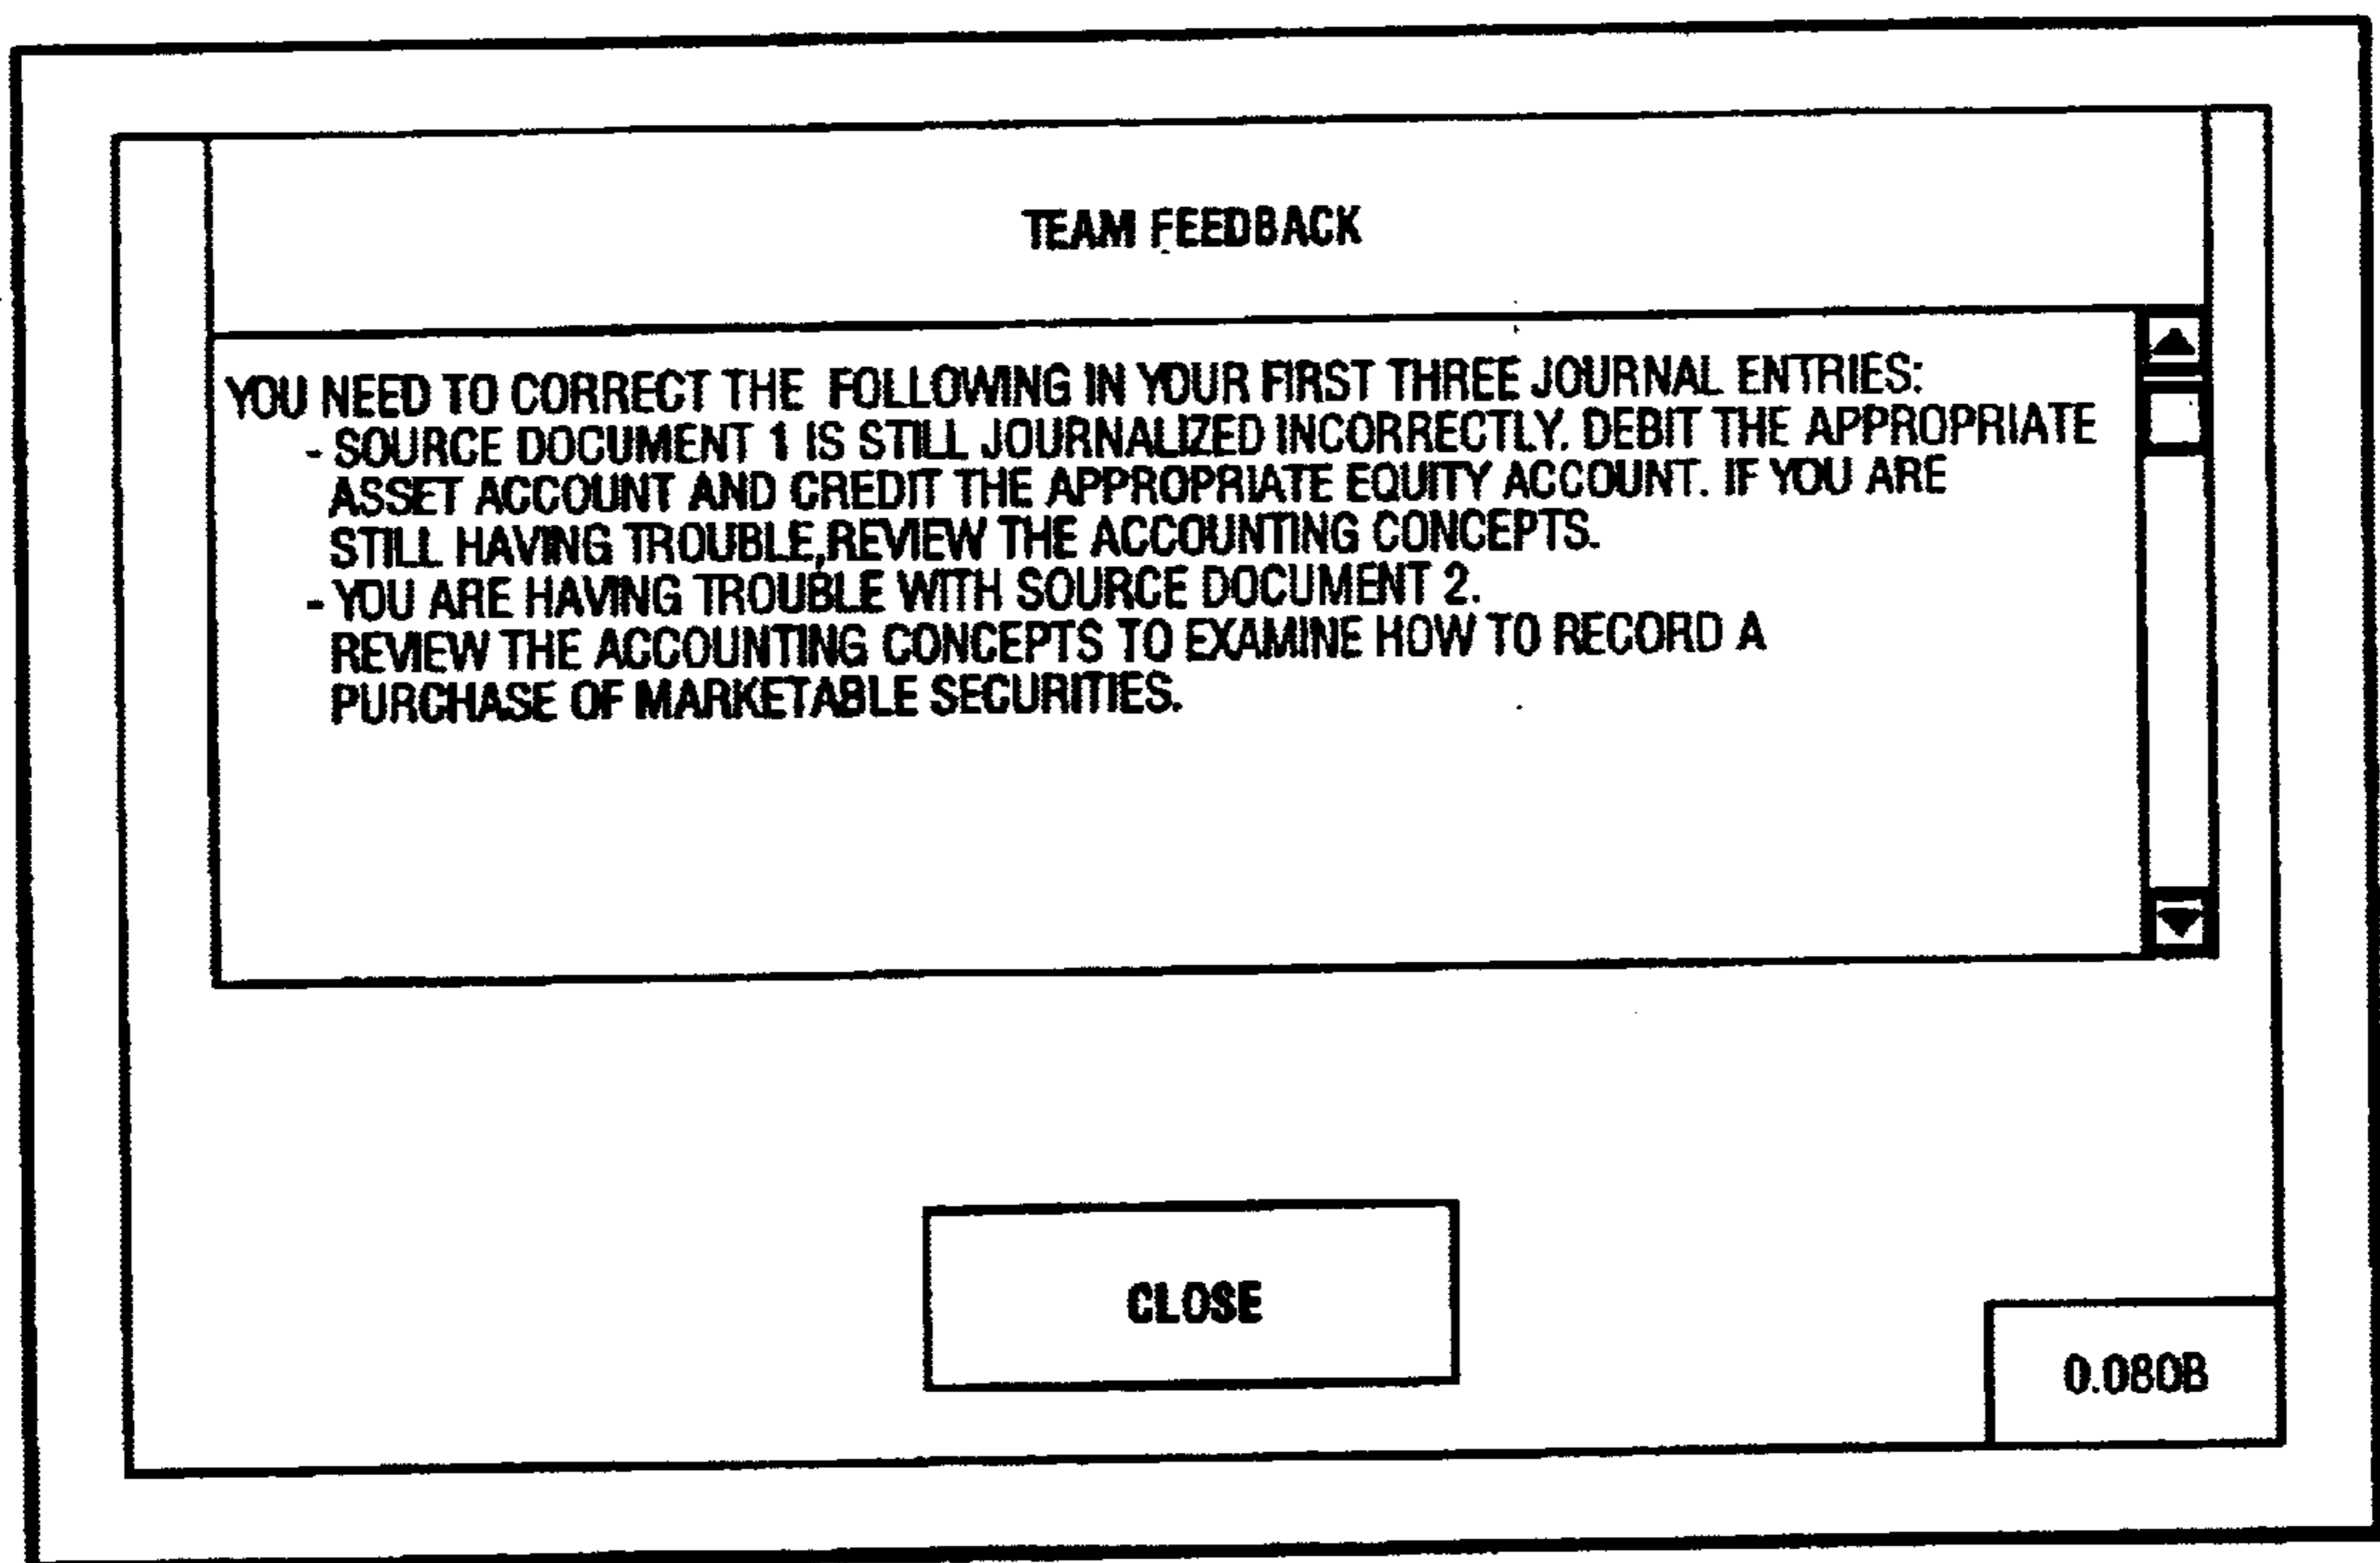 TEAM FEEDBACK
YOU NEED TO CORRECT THE FOLLOWING IN YOUR FIRST THREE JOURNAL ENTRIES:
- SOURCE DOCUMENT 1 IS STILL JOURNALIZED INCORRECTLY. DEBIT THE APPROPRIATE
ASSET ACCOUNT AND CREDIT THE APPROPRIATE EQUITY ACCOUNT. IF YOU ARE
STILL HAVING TROUBLE,REVIEW THE ACCOUNTING CONCEPTS.
- YOU ARE HAVING TROUBLE WITH SOURCE DOCUMENT 2.
REVIEW THE ACCOUNTING CONCEPTS TO EXAMINE HOW TO RECORD A
PURCHASE OF MARKETABLE SECURITIES.
CLOSE
0.080B